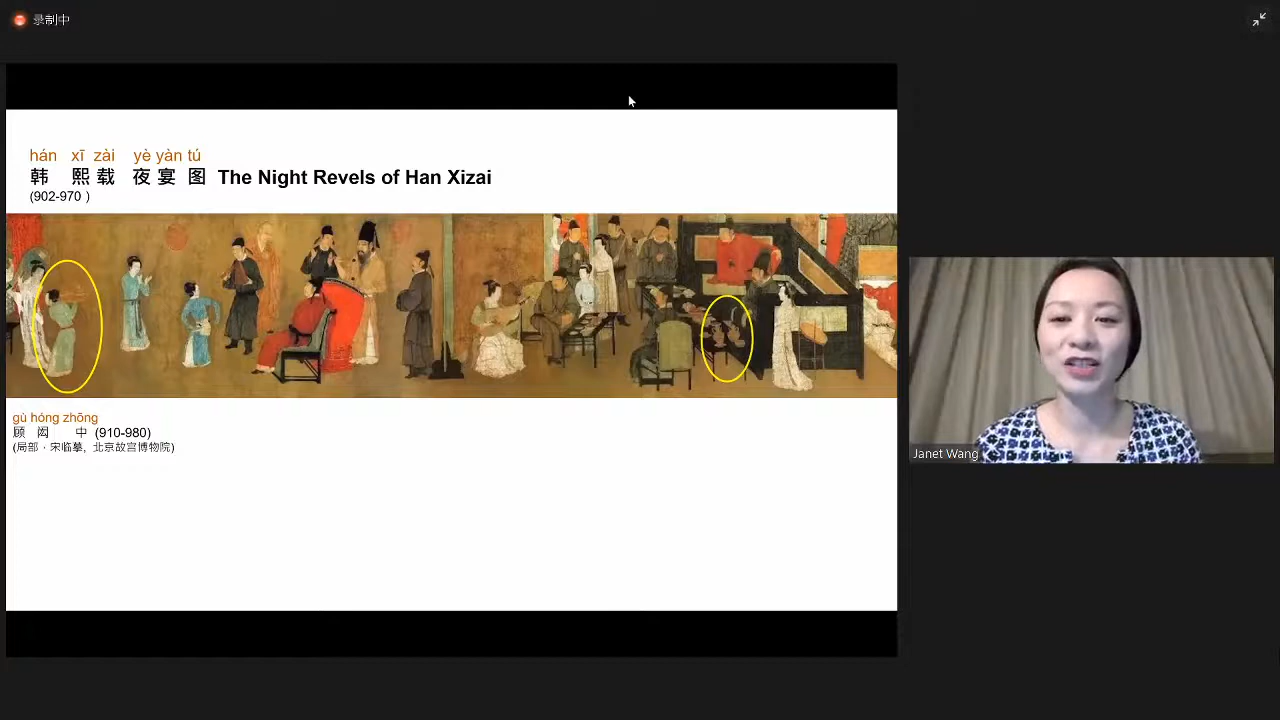 录制中
hán xī zài yè yàn tú
韩 熙 载 夜 宴 图 The Night Revels of Han Xizai
(902-970 )
gù hóng zhōng
顾 闳 中 (910-980)
(局部 · 宋临摹, 北京故宫博物院)
Janet Wang